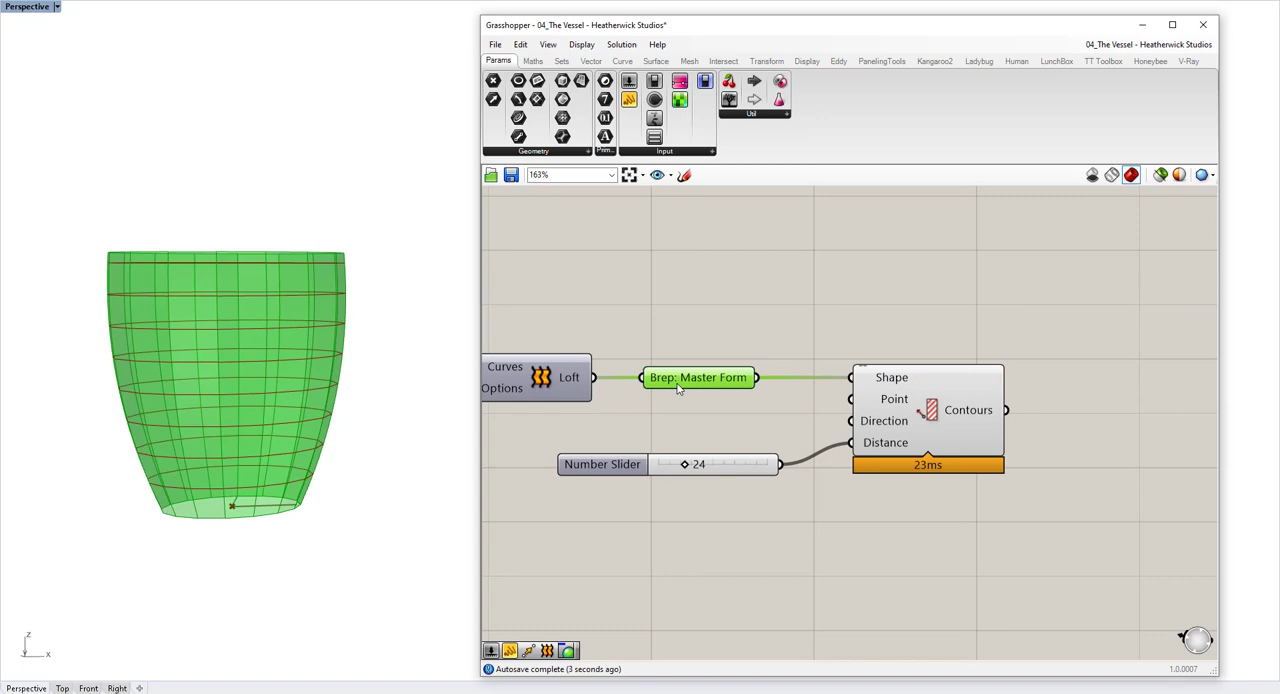 Perspective
Grasshopper - 04_The Vessel - Heatherwick Studios*
File Edit View Display Solution Help
04_The Vessel - Heatherwick Studios
Params Maths Sets Vector Curve Surface Mesh Intersect Transform Display Eddy PanelingTools Kangaroo2 Ladybug Human LunchBox TT Toolbox Honeybee V-Ray
Geometry Prim... Input Util
163%
Curves
Options
Loft
Brep: Master Form
Shape
Point
Direction
Distance
Contours
23ms
Number Slider 24
z
x
Autosave complete (3 seconds ago)
1.0.0007
Perspective Top Front Right